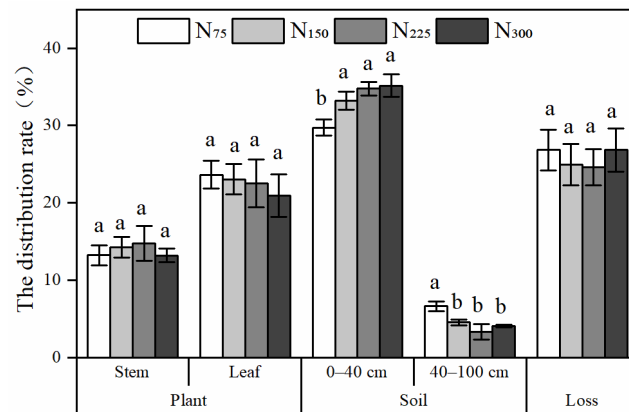 N75 N150 N225 N300
The distribution rate （%）
40
30
20
10
0
a a a a
a a a a
b a a a
a b b b
a a a a
Stem Leaf 0–40 cm 40–100 cm
Plant Soil Loss